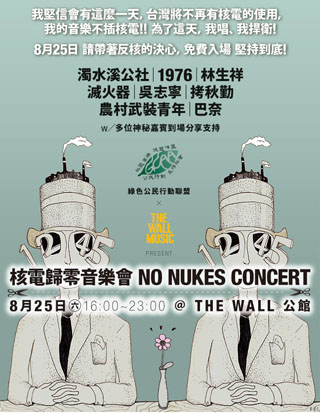 我堅信會有這麼一天,台灣將不再有核電的使用,
我的音樂不插核電!! 為了這天,我唱、我捍衛!
8月25日 請帶著反核的決心,免費入場 堅持到底!
濁水溪公社|1976|林生祥
滅火器|吳志寧|拷秋勤
農村武裝青年|巴奈
w／多位神秘嘉賓到場分享支持
綠色公民行動聯盟
×
THE
WALL
MUSIC
PRESENT
核電歸零音樂會 NO NUKES CONCERT
8月25日㊅16:00~23:00 @ THE WALL 公館